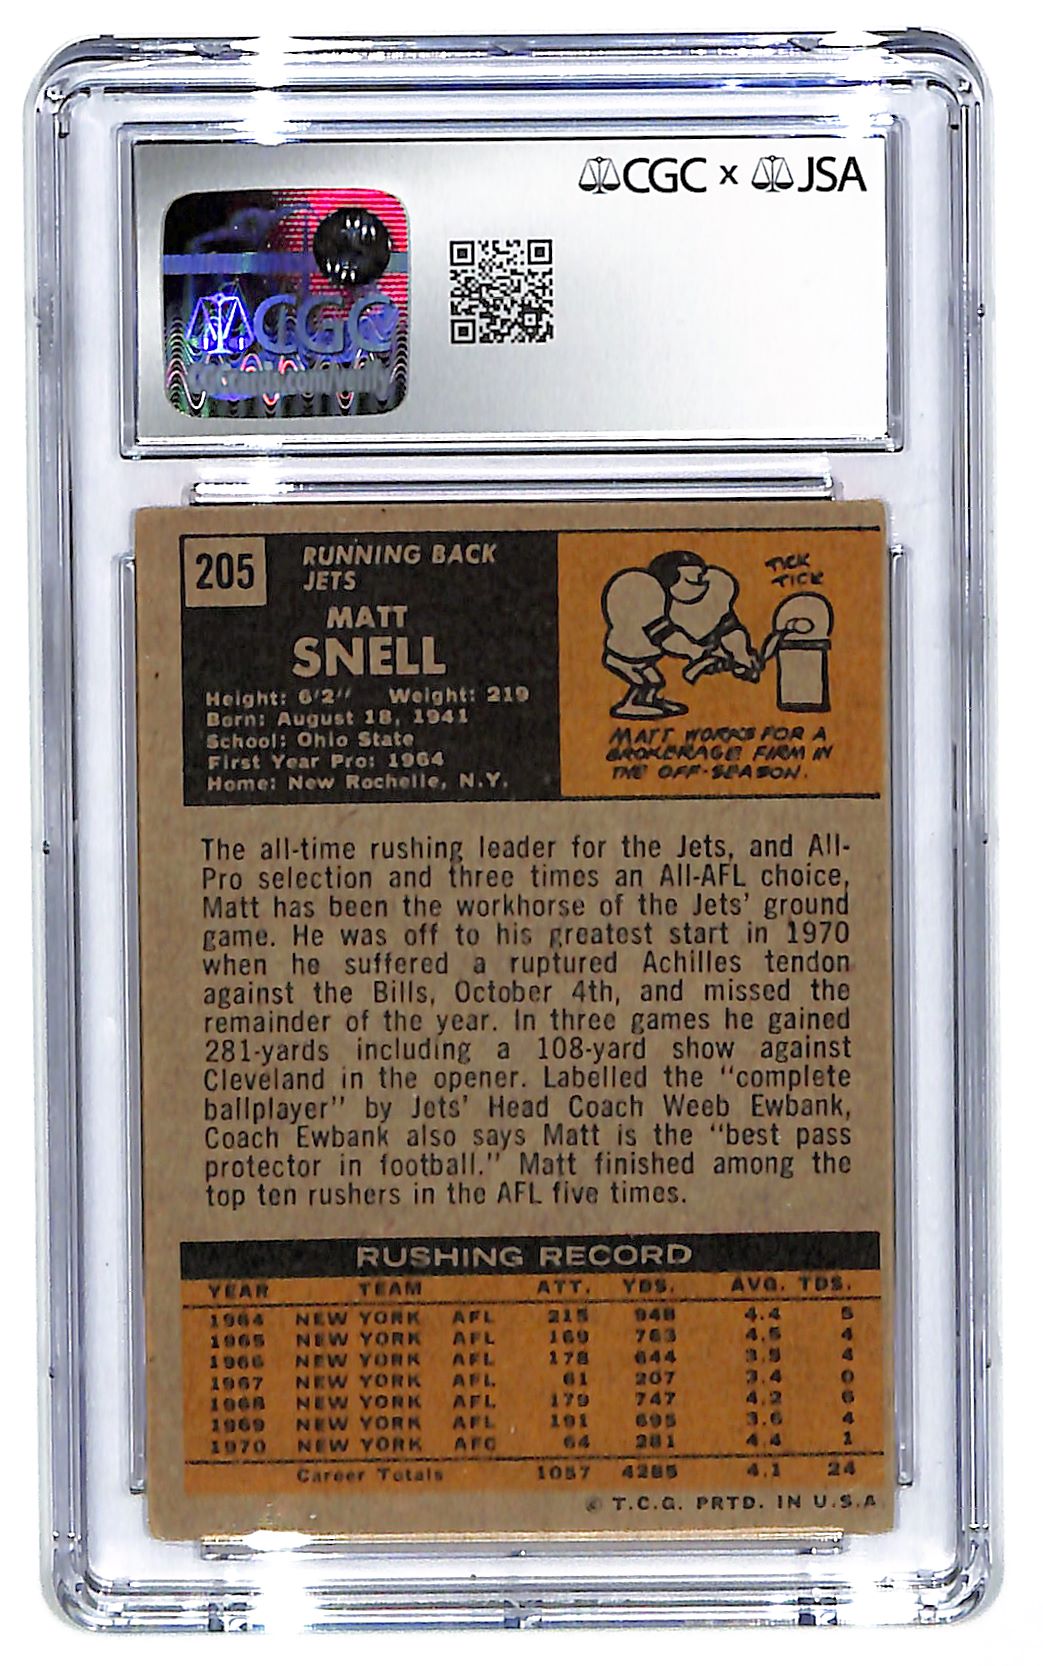 CGC x JSA
CGC
CGCcards.com/verify
205
RUNNING BACK
JETS
MATT
SNELL
Height: 6'2" Weight: 219
Born: August 18, 1941
School: Ohio State
First Year Pro: 1964
Home: New Rochelle, N.Y.
TICK
TICK
MATT WORKS FOR A
BROKERAGE FIRM IN
THE OFF-SEASON.
The all-time rushing leader for the Jets, and All-
Pro selection and three times an All-AFL choice,
Matt has been the workhorse of the Jets' ground
game. He was off to his greatest start in 1970
when he suffered a ruptured Achilles tendon
against the Bills, October 4th, and missed the
remainder of the year. In three games he gained
281-yards including a 108-yard show against
Cleveland in the opener. Labelled the "complete
ballplayer" by Jets' Head Coach Weeb Ewbank,
Coach Ewbank also says Matt is the "best pass
protector in football." Matt finished among the
top ten rushers in the AFL five times.
RUSHING RECORD
YEAR TEAM ATT. YDS. AVG. TDS.
1964 NEW YORK AFL 215 948 4.4 5
1965 NEW YORK AFL 169 763 4.5 4
1966 NEW YORK AFL 178 644 3.5 4
1967 NEW YORK AFL 61 207 3.4 0
1968 NEW YORK AFL 179 747 4.2 6
1969 NEW YORK AFL 191 695 3.6 4
1970 NEW YORK AFC 64 281 4.4 1
Career Totals 1057 4285 4.1 24
© T.C.G. PRTD. IN U.S.A.